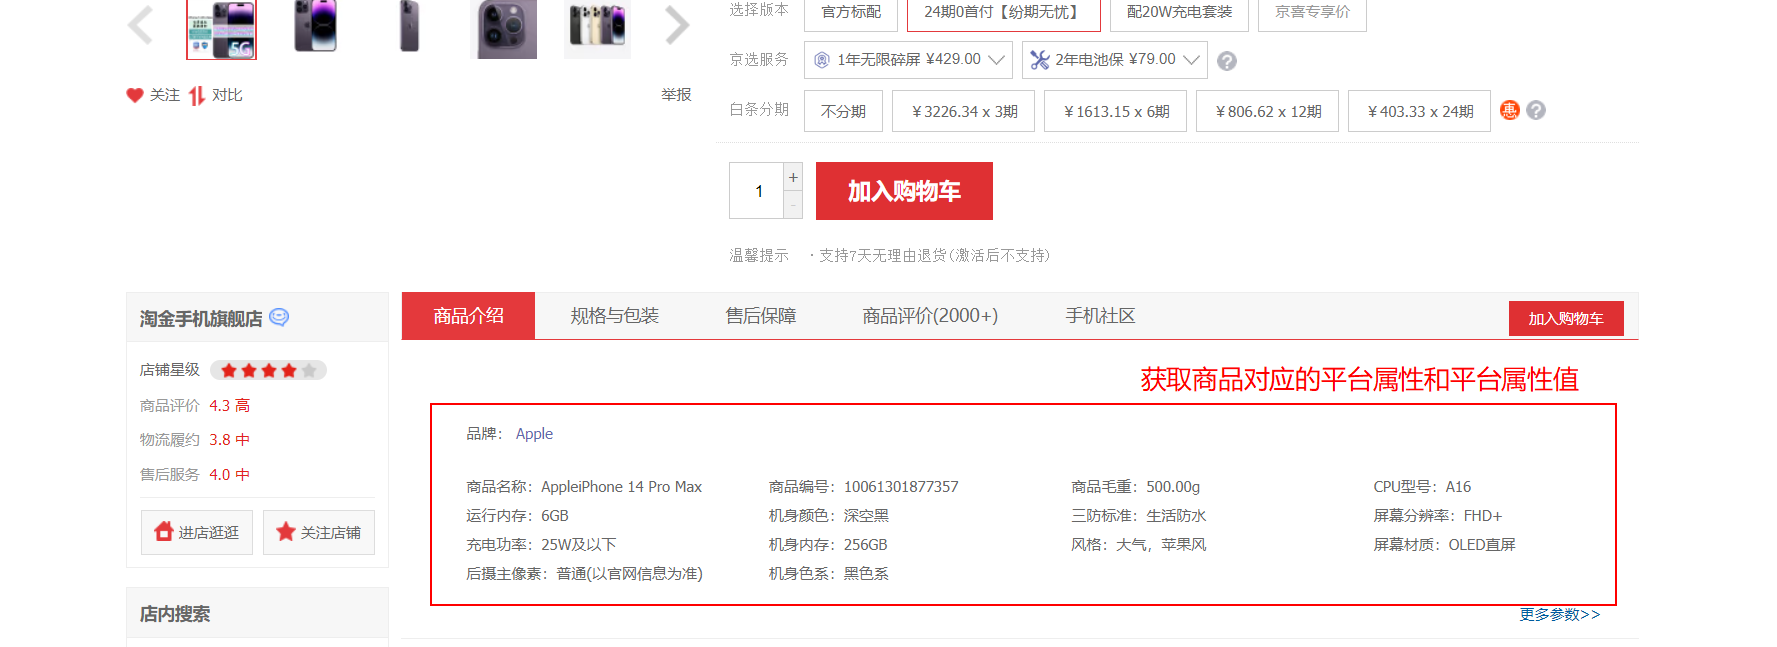 选择版本 官方标配 24期0首付【纷期无忧】 配20W充电套装 京喜专享价
5G
京选服务 1年无限碎屏 ¥429.00 2年电池保 ¥79.00 ?
关注 对比 举报
白条分期 不分期 ￥3226.34 x 3期 ￥1613.15 x 6期 ￥806.62 x 12期 ￥403.33 x 24期 惠 ?
1 + - 加入购物车
温馨提示 · 支持7天无理由退货(激活后不支持)
淘金手机旗舰店
商品介绍 规格与包装 售后保障 商品评价(2000+) 手机社区 加入购物车
店铺星级
商品评价 4.3 高
物流履约 3.8 中
售后服务 4.0 中
进店逛逛 关注店铺
店内搜索
获取商品对应的平台属性和平台属性值
品牌： Apple
商品名称：AppleiPhone 14 Pro Max 商品编号：10061301877357 商品毛重：500.00g CPU型号：A16
运行内存：6GB 机身颜色：深空黑 三防标准：生活防水 屏幕分辨率：FHD+
充电功率：25W及以下 机身内存：256GB 风格：大气，苹果风 屏幕材质：OLED直屏
后摄主像素：普通(以官网信息为准) 机身色系：黑色系
更多参数>>